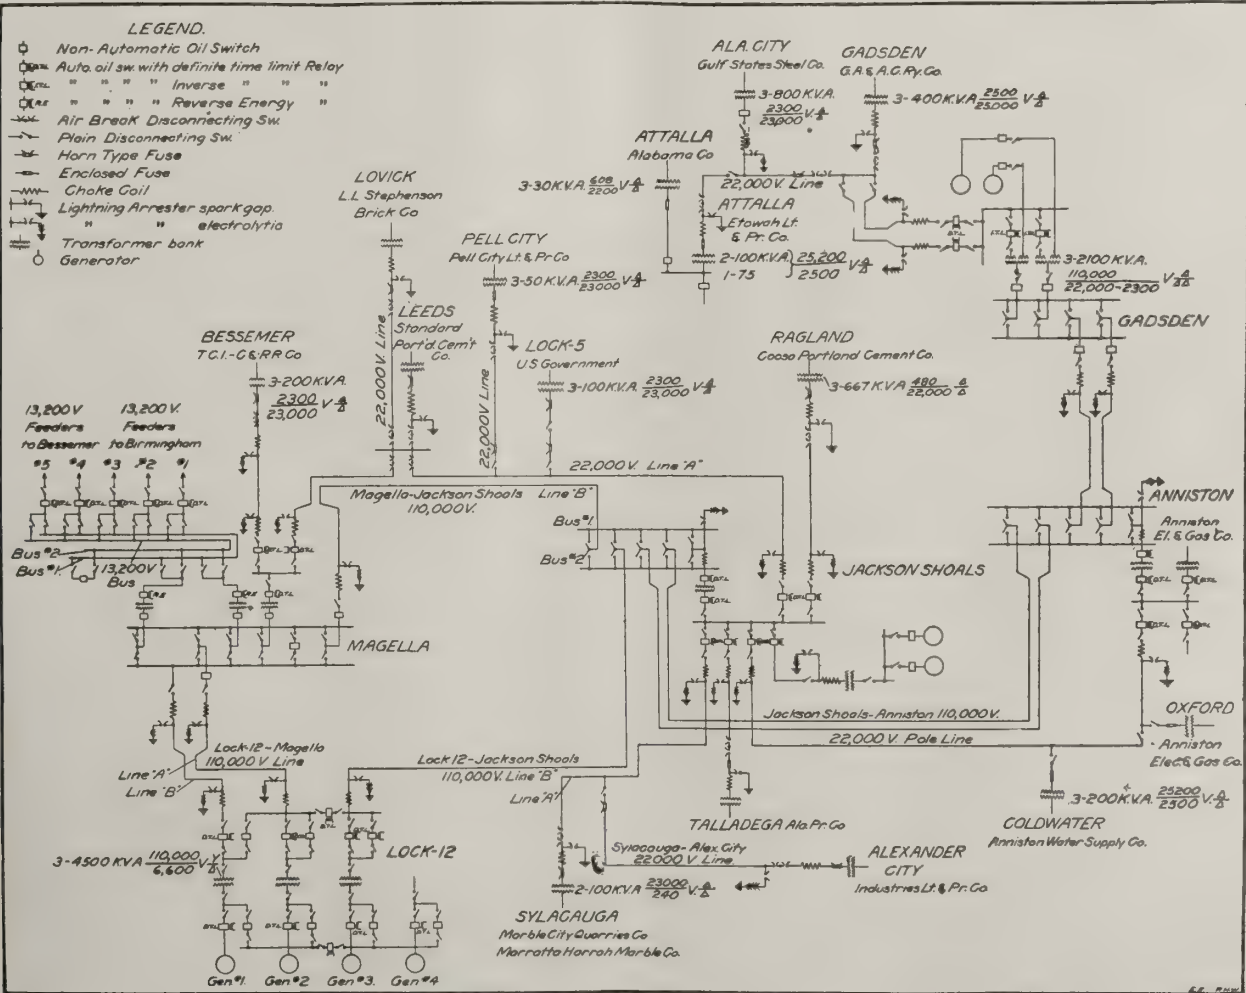 LEGEND.
Non-Automatic Oil Switch
D.T.L. Auto. oil sw. with definite time limit Relay
I.T.L. " " " " Inverse " " "
R.E. " " " " Reverse Energy "
Air Break Disconnecting Sw.
Plain Disconnecting Sw.
Horn Type Fuse
Enclosed Fuse
Choke Coil
Lightning Arrester spark gap.
" " electrolytic
Transformer bank
Generator
ALA. CITY
Gulf States Steel Co.
3-800 K.V.A.
2300
23,000 V.
GADSDEN
G.A. & A.C. Ry. Co.
3-400 K.V.A. 2500
25,000 V
ATTALLA
Alabama Co
3-30 K.V.A. 608
2200 V
22,000 V. Line
ATTALLA
Etowah Lt.
& Pr. Co.
2-100 K.V.A.
1-75
25,200
2500 V
D.T.L.
3-2100 K.V.A.
110,000
22,000-2300 V
GADSDEN
LOVICK
L.L. Stephenson
Brick Co
22,000 V. Line
PELL CITY
Pell City Lt. & Pr Co
3-50 K.V.A. 2300
23000 V
22,000 V. Line
LEEDS
Standard
Port'd. Cem't
Co.
LOCK-5
US Government
3-100 K.V.A. 2300
23,000 V
BESSEMER
T.C.I.-C & RR Co
3-200 K.V.A.
2300
23,000 V
RAGLAND
Coosa Portland Cement Co.
3-667 K.V.A. 480
22,000
13,200 V 13,200 V.
Feeders Feeders
to Bessemer to Birmingham
#5 #4 #3 #2 #1
D.T.L. D.T.L. D.T.L. D.T.L. D.T.L.
22,000 V. Line "A"
Magella-Jackson Shoals Line "B"
110,000 V.
Bus #2
Bus #1.
13,200 V
Bus
Bus #1.
Bus #2
R.E. R.E. D.T.L.
MAGELLA
JACKSON SHOALS
ANNISTON
Anniston
El. & Gas Co.
D.T.L.
Jackson Shoals-Anniston 110,000 V.
22,000 V. Pole Line
OXFORD
Anniston
Elec. & Gas Co.
3-200 K.V.A. 25200
2500 V.
COLDWATER
Anniston Water Supply Co.
Lock-12-Magella
110,000 V Line
Line "A"
Line "B"
Lock 12-Jackson Shoals
110,000 V. Line "B"
Line "A"
TALLADEGA Ala. Pr. Co
Sylacauga-Alex. City
22000 V Line
ALEXANDER
CITY
Industries Lt. & Pr. Co
2-100 K.V.A. 23000
240 V.
SYLACAUGA
Marble City Quarries Co
Marratta Harrah Marble Co.
LOCK-12
3-4500 KVA 110,000
6,600 V
D.T.L.
Gen #1. Gen #2 Gen #3. Gen #4